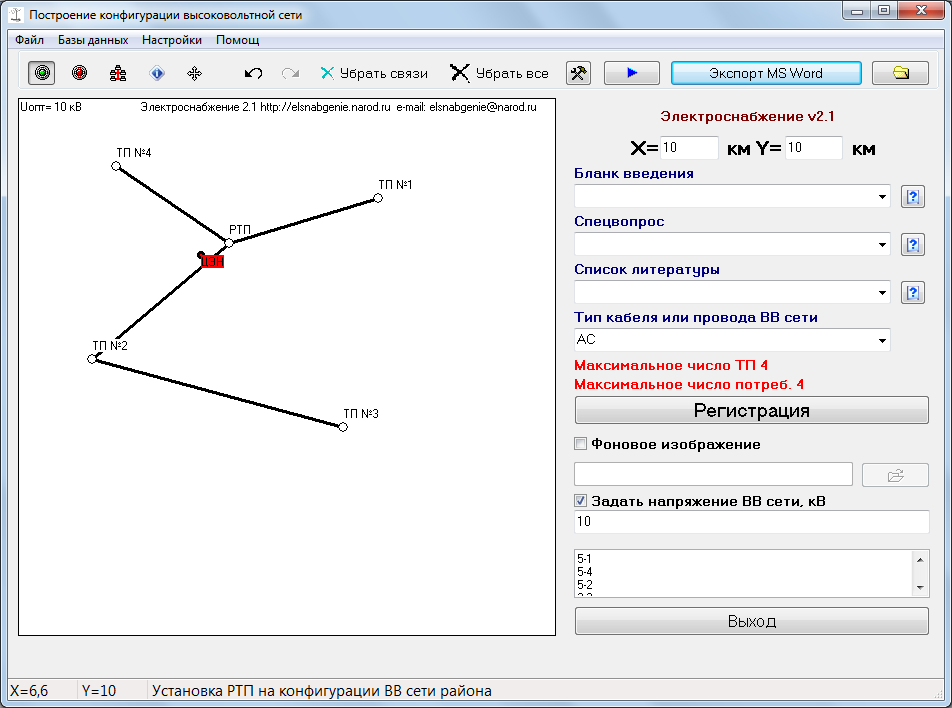 Построение конфигурации высоковольтной сети
Файл Базы данных Настройки Помощ
Убрать связи Убрать все Экспорт MS Word
Uопт= 10 кВ Электроснабжение 2.1 http://elsnabgenie.narod.ru e-mail: elsnabgenie@narod.ru
ТП №4
ТП №1
РТП
ЦЭН
ТП №2
ТП №3
Электроснабжение v2.1
X= 10 км Y= 10 км
Бланк введения
Спецвопрос
Список литературы
Тип кабеля или провода ВВ сети
АС
Максимальное число ТП 4
Максимальное число потреб. 4
Регистрация
Фоновое изображение
Задать напряжение ВВ сети, кВ
10
5-1
5-4
5-2
Выход
X=6,6 Y=10 Установка РТП на конфигурации ВВ сети района